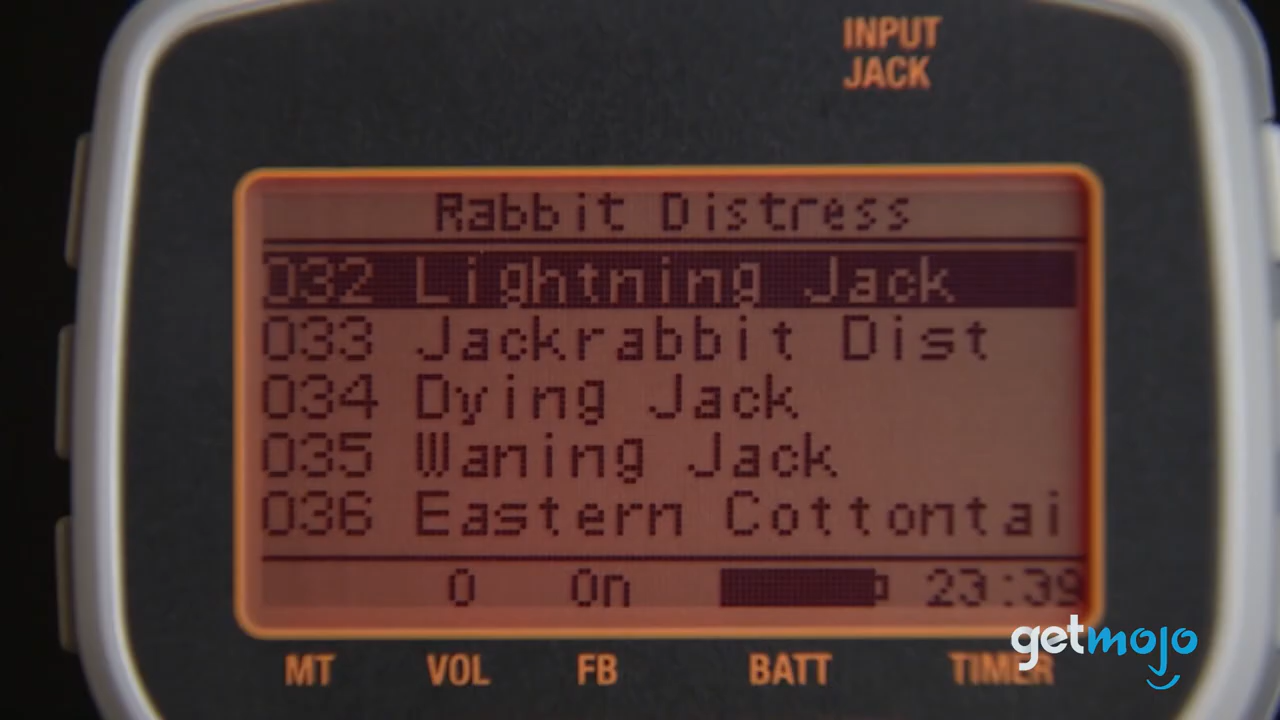 INPUT
JACK
Rabbit Distress
032 Lightning Jack
033 Jackrabbit Dist
034 Dying Jack
035 Waning Jack
036 Eastern Cottontai
0 On 23:39
MT VOL FB BATT TIMER
getmojo